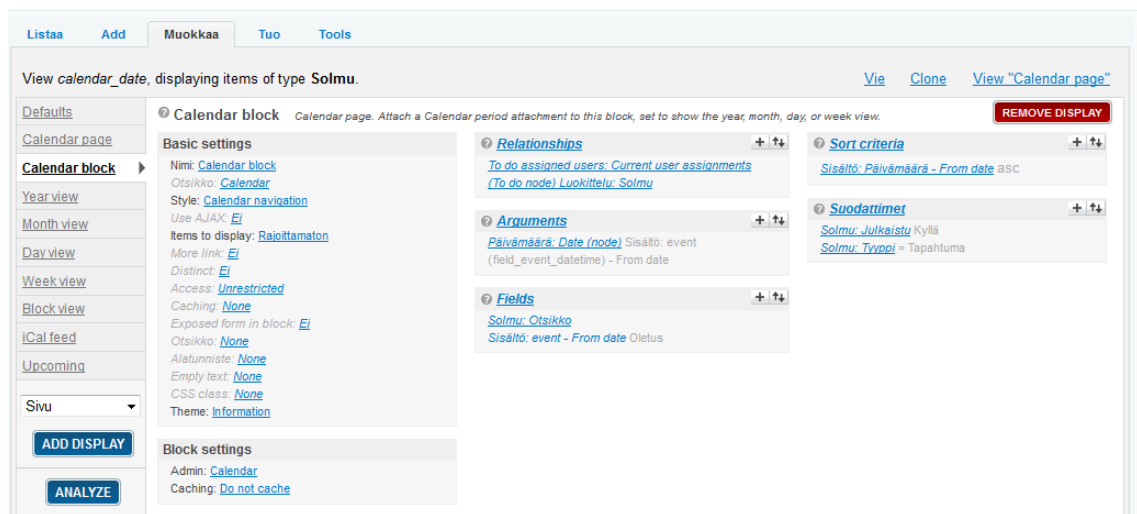 Listaa Add Muokkaa Tuo Tools
View calendar_date, displaying items of type Solmu.
Vie Clone View "Calendar page"
Defaults
Calendar page
Calendar block
Year view
Month view
Day view
Week view
Block view
iCal feed
Upcoming
Sivu
ADD DISPLAY
ANALYZE
Calendar block Calendar page. Attach a Calendar period attachment to this block, set to show the year, month, day, or week view.
REMOVE DISPLAY
Basic settings
Nimi: Calendar block
Otsikko: Calendar
Style: Calendar navigation
Use AJAX: Ei
Items to display: Rajoittamaton
More link: Ei
Distinct: Ei
Access: Unrestricted
Caching: None
Exposed form in block: Ei
Otsikko: None
Alatunniste: None
Empty text: None
CSS class: None
Theme: Information
Block settings
Admin: Calendar
Caching: Do not cache
Relationships
To do assigned users: Current user assignments
(To do node) Luokittelu: Solmu
Arguments
Päivämäärä: Date (node) Sisältö: event
(field_event_datetime) - From date
Fields
Solmu: Otsikko
Sisältö: event - From date Oletus
Sort criteria
Sisältö: Päivämäärä - From date asc
Suodattimet
Solmu: Julkaistu Kyllä
Solmu: Tyyppi = Tapahtuma